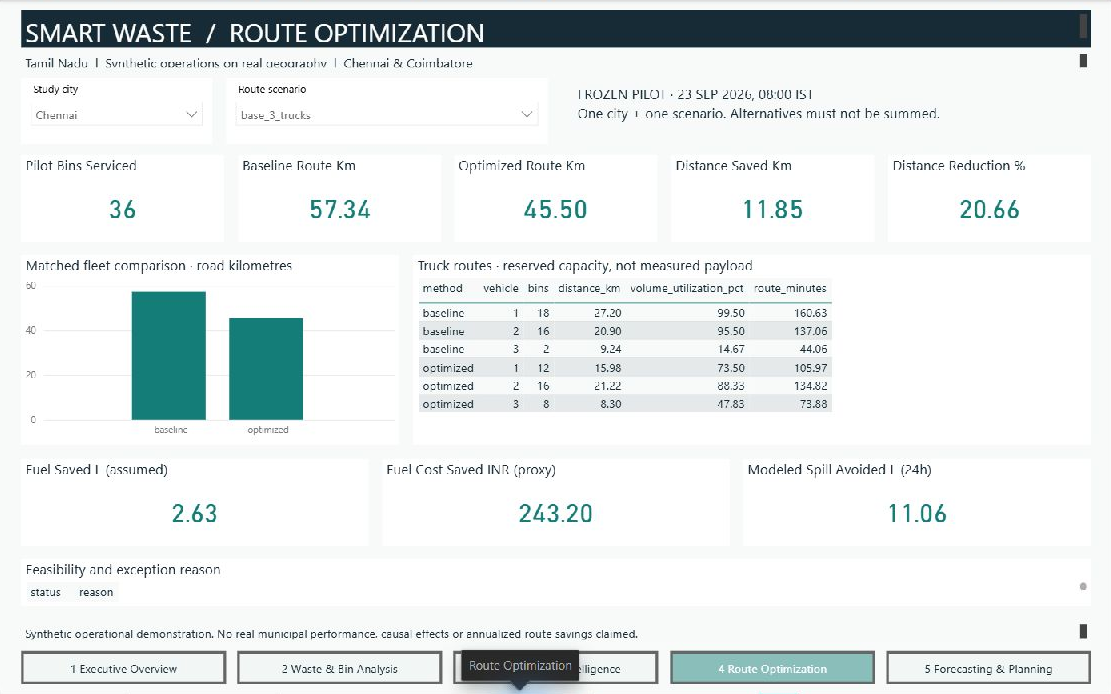 SMART WASTE / ROUTE OPTIMIZATION
Tamil Nadu | Synthetic operations on real geography | Chennai & Coimbatore
Study city
Chennai
Route scenario
base_3_trucks
FROZEN PILOT · 23 SEP 2026, 08:00 IST
One city + one scenario. Alternatives must not be summed.
Pilot Bins Serviced
36
Baseline Route Km
57.34
Optimized Route Km
45.50
Distance Saved Km
11.85
Distance Reduction %
20.66
Matched fleet comparison · road kilometres
60
40
20
0
baseline optimized
Truck routes · reserved capacity, not measured payload
method vehicle bins distance_km volume_utilization_pct route_minutes
baseline 1 18 27.20 99.50 160.63
baseline 2 16 20.90 95.50 137.06
baseline 3 2 9.24 14.67 44.06
optimized 1 12 15.98 73.50 105.97
optimized 2 16 21.22 88.33 134.82
optimized 3 8 8.30 47.83 73.88
Fuel Saved L (assumed)
2.63
Fuel Cost Saved INR (proxy)
243.20
Modeled Spill Avoided L (24h)
11.06
Feasibility and exception reason
status reason
Synthetic operational demonstration. No real municipal performance, causal effects or annualized route savings claimed.
1 Executive Overview
2 Waste & Bin Analysis
Route Optimization
elligence
4 Route Optimization
5 Forecasting & Planning